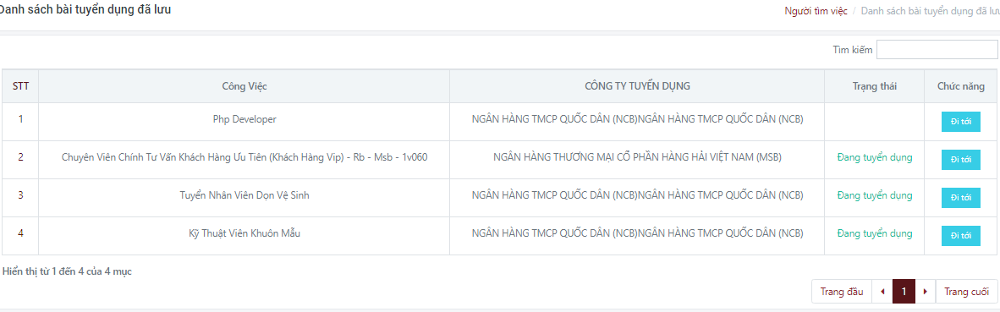 Danh sách bài tuyển dụng đã lưu
Người tìm việc / Danh sách bài tuyển dụng đã lưu
Tìm kiếm
STT Công Việc CÔNG TY TUYỂN DỤNG Trạng thái Chức năng
1 Php Developer NGÂN HÀNG TMCP QUỐC DÂN (NCB)NGÂN HÀNG TMCP QUỐC DÂN (NCB) Đi tới
2 Chuyên Viên Chính Tư Vấn Khách Hàng Ưu Tiên (Khách Hàng Vip) - Rb - Msb - 1v060 NGÂN HÀNG THƯƠNG MẠI CỔ PHẦN HÀNG HẢI VIỆT NAM (MSB) Đang tuyển dụng Đi tới
3 Tuyển Nhân Viên Dọn Vệ Sinh NGÂN HÀNG TMCP QUỐC DÂN (NCB)NGÂN HÀNG TMCP QUỐC DÂN (NCB) Đang tuyển dụng Đi tới
4 Kỹ Thuật Viên Khuôn Mẫu NGÂN HÀNG TMCP QUỐC DÂN (NCB)NGÂN HÀNG TMCP QUỐC DÂN (NCB) Đang tuyển dụng Đi tới
Hiển thị từ 1 đến 4 của 4 mục
Trang đầu 1 Trang cuối